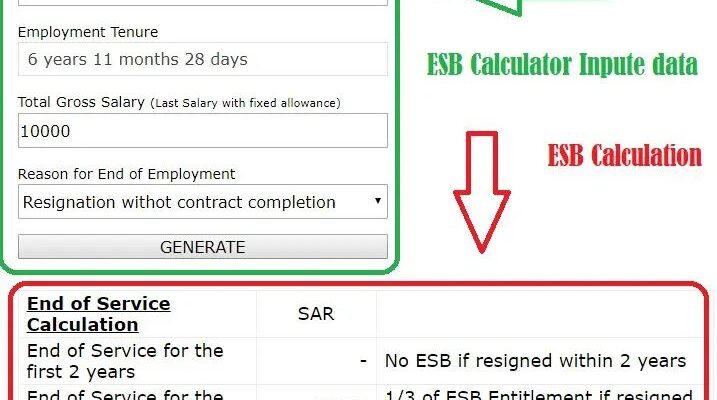 Employment Tenure
6 years 11 months 28 days
ESB Calculator Inpute data
Total Gross Salary (Last Salary with fixed allowance)
10000
ESB Calculation
Reason for End of Employment
Resignation withot contract completion
GENERATE
End of Service Calculation
SAR
End of Service for the first 2 years
-
No ESB if resigned within 2 years
End of Service for the
1/3 of ESB Entitlement if resigned